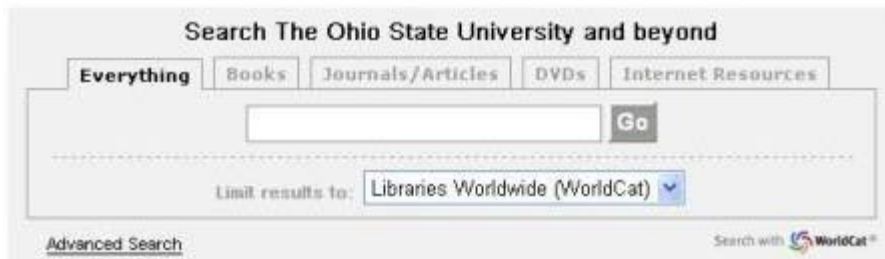 Search The Ohio State University and beyond
Everything Books Journals/Articles DVDs Internet Resources
Go
Limit results to: Libraries Worldwide (WorldCat)
Advanced Search Search with WorldCat®